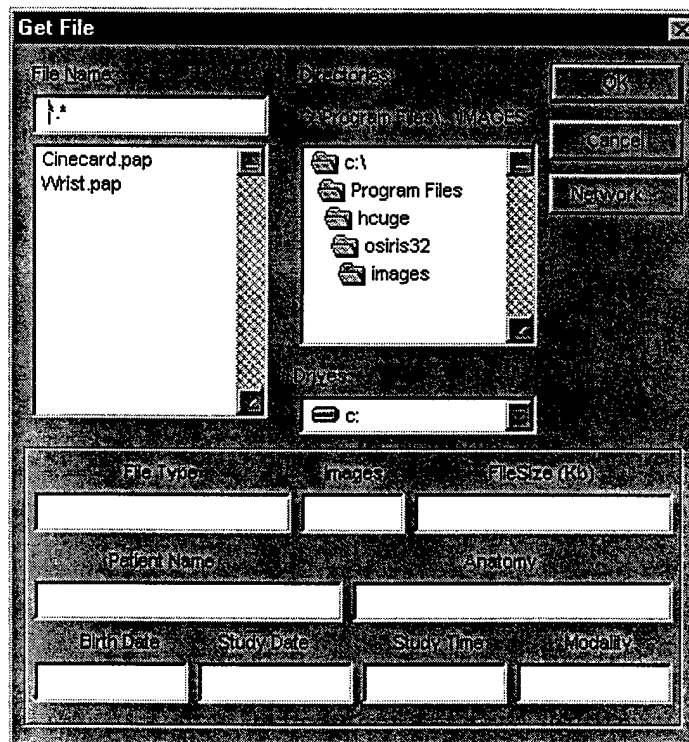 Get File
File Name:
Directories:
OK
*.*
C:\Program Files\...\IMAGES
Cancel
Cinecard.pap
Wrist.pap
c:\
Program Files
hcuge
osiris32
images
Network...
Drives:
c:
File Type
Images
FileSize (Kb)
Patient Name
Anatomy
Birth Date
Study Date
Study Time
Modality